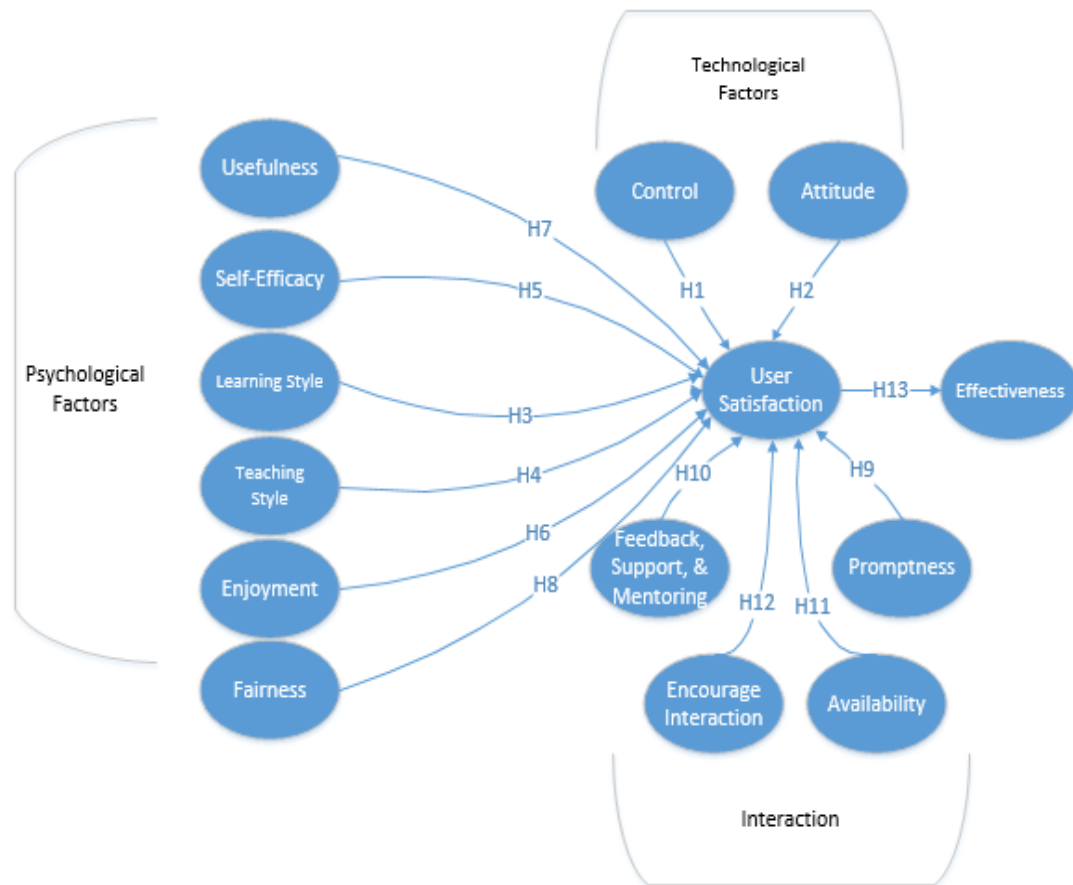 Technological
Factors
Control
Attitude
Usefulness
Self-Efficacy
Learning Style
Teaching
Style
Enjoyment
Fairness
Psychological
Factors
H7
H5
H3
H4
H6
H8
H1
H2
User
Satisfaction
H13
Effectiveness
H10
H9
H12
H11
Feedback,
Support, &
Mentoring
Promptness
Encourage
Interaction
Availability
Interaction